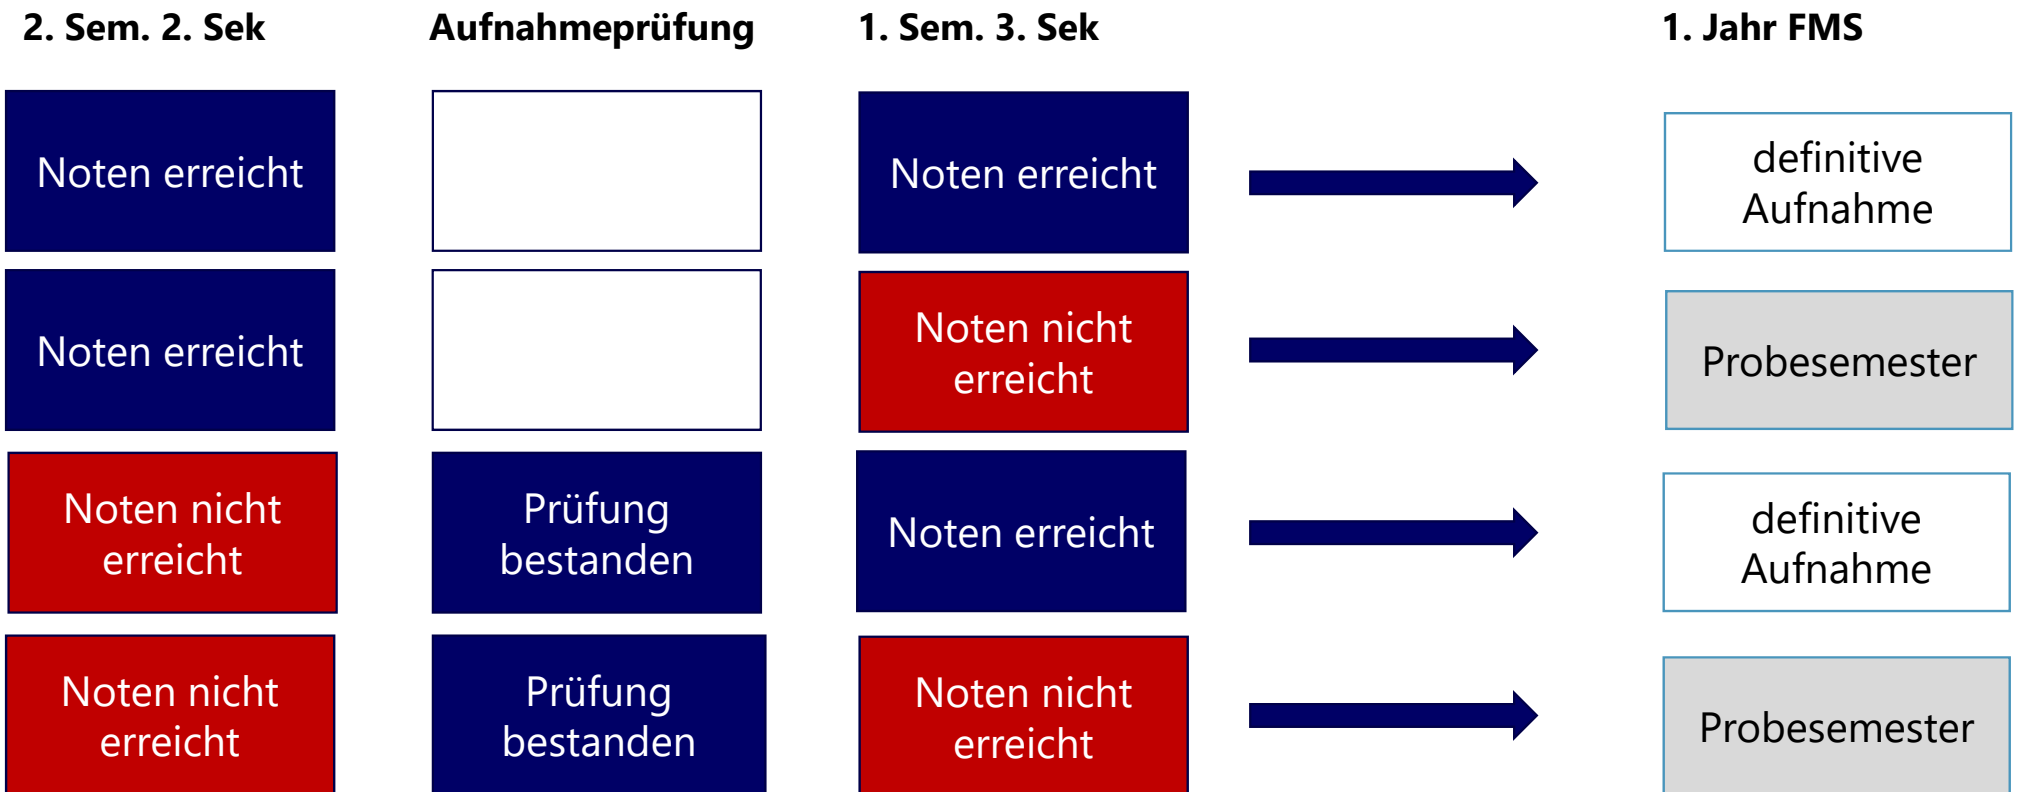 2. Sem. 2. Sek
Aufnahmeprüfung
1. Sem. 3. Sek
1. Jahr FMS
Noten erreicht
Noten erreicht
definitive
Aufnahme
Noten erreicht
Noten nicht
erreicht
Probesemester
Noten nicht
erreicht
Prüfung
bestanden
Noten erreicht
definitive
Aufnahme
Noten nicht
erreicht
Prüfung
bestanden
Noten nicht
erreicht
Probesemester